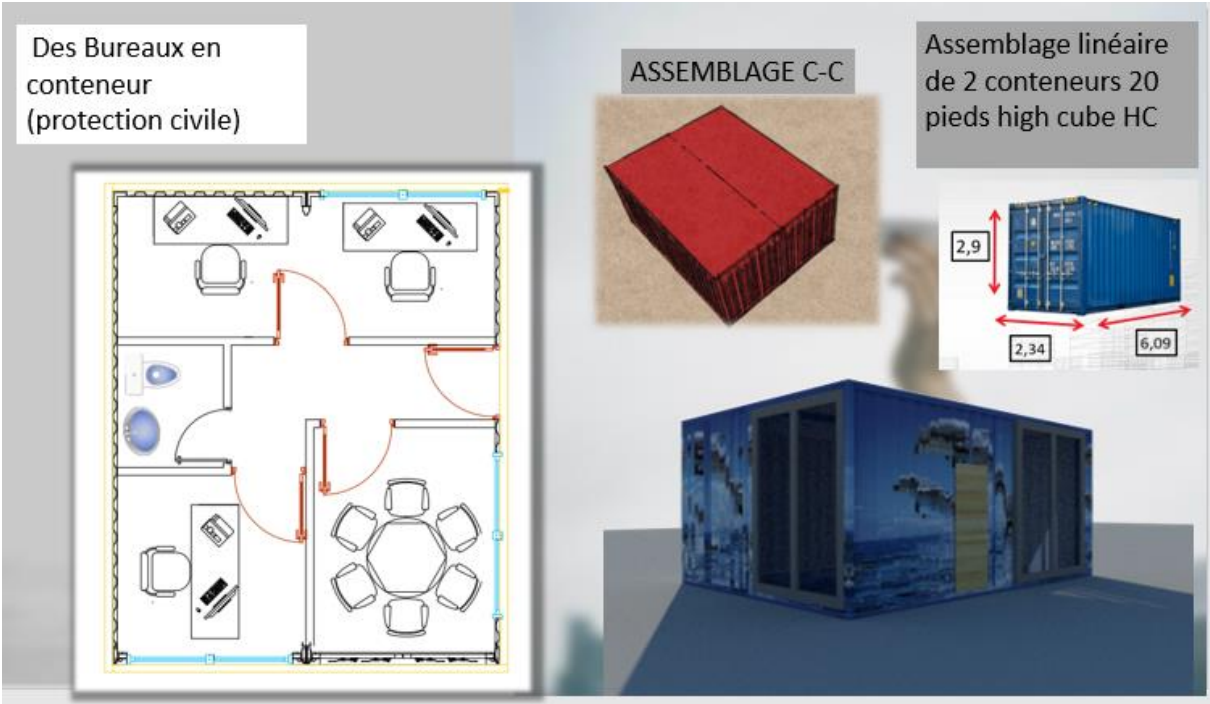 Des Bureaux en
conteneur
(protection civile)
ASSEMBLAGE C-C
Assemblage linéaire
de 2 conteneurs 20
pieds high cube HC
2,9
2,34
6,09